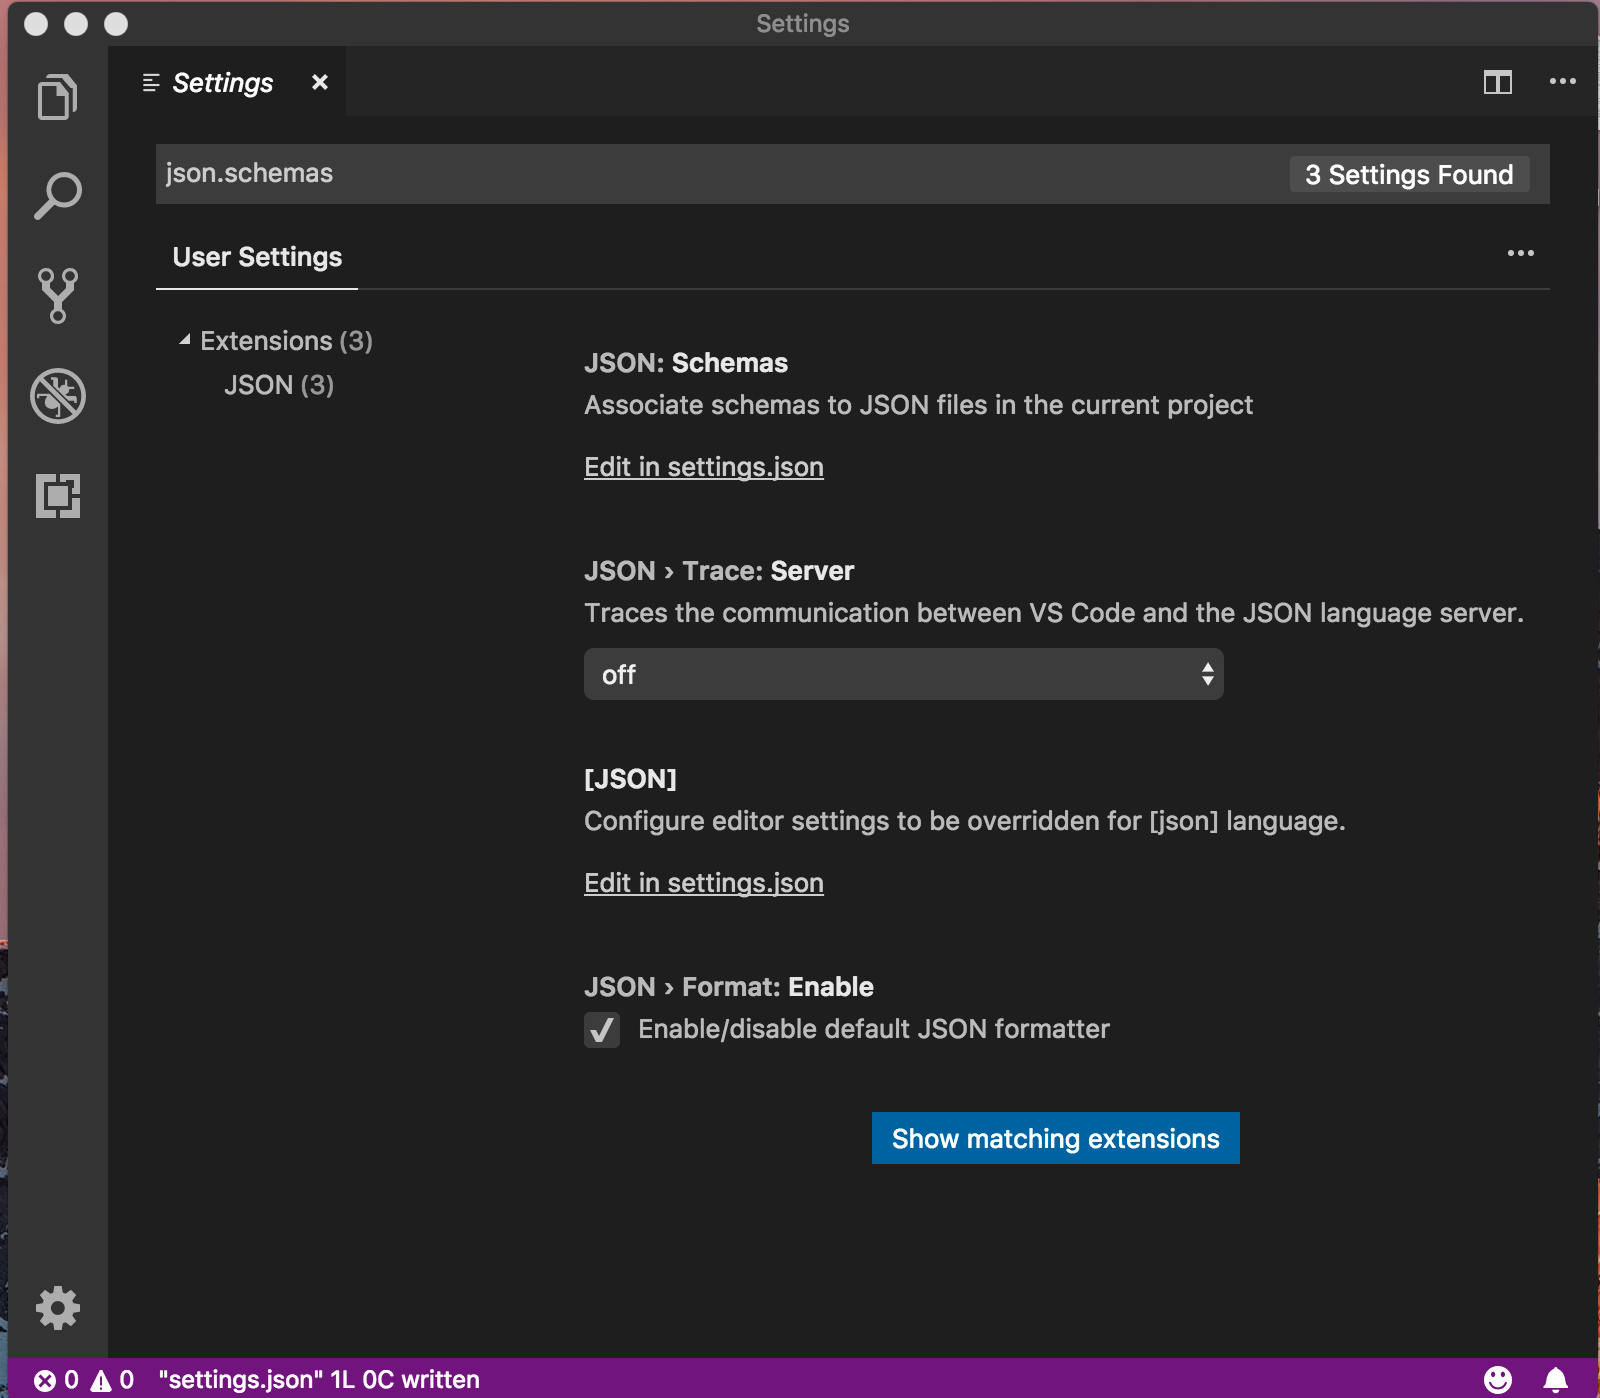 Settings
Settings
json.schemas
3 Settings Found
User Settings
Extensions (3)
JSON (3)
JSON: Schemas
Associate schemas to JSON files in the current project
Edit in settings.json
JSON › Trace: Server
Traces the communication between VS Code and the JSON language server.
off
[JSON]
Configure editor settings to be overridden for [json] language.
Edit in settings.json
JSON › Format: Enable
Enable/disable default JSON formatter
Show matching extensions
0 0 "settings.json" 1L 0C written